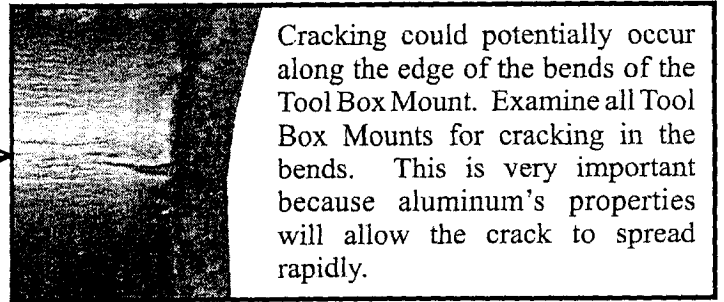 Cracking could potentially occur
along the edge of the bends of the
Tool Box Mount. Examine all Tool
Box Mounts for cracking in the
bends. This is very important
because aluminum's properties
will allow the crack to spread
rapidly.